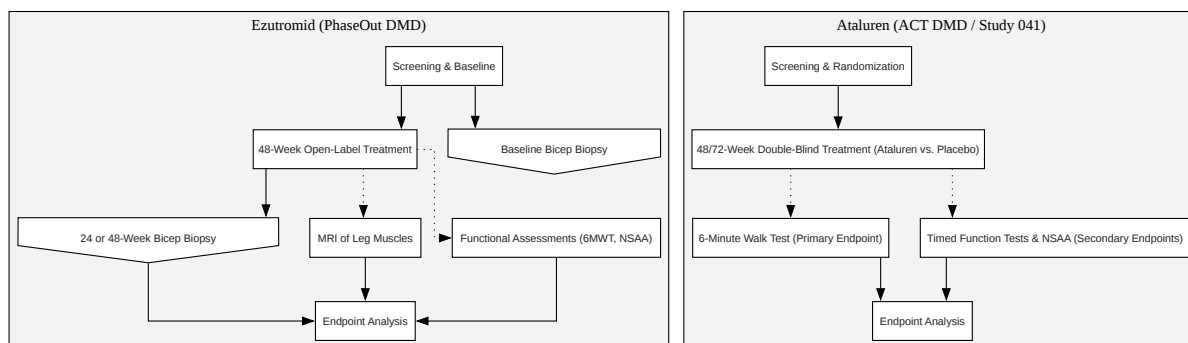 Ezutromid (PhaseOut DMD)
Screening & Baseline
48-Week Open-Label Treatment
Baseline Bicep Biopsy
24 or 48-Week Bicep Biopsy
MRI of Leg Muscles
Functional Assessments (6MWT, NSAA)
Endpoint Analysis
Ataluren (ACT DMD / Study 041)
Screening & Randomization
48/72-Week Double-Blind Treatment (Ataluren vs. Placebo)
6-Minute Walk Test (Primary Endpoint)
Timed Function Tests & NSAA (Secondary Endpoints)
Endpoint Analysis